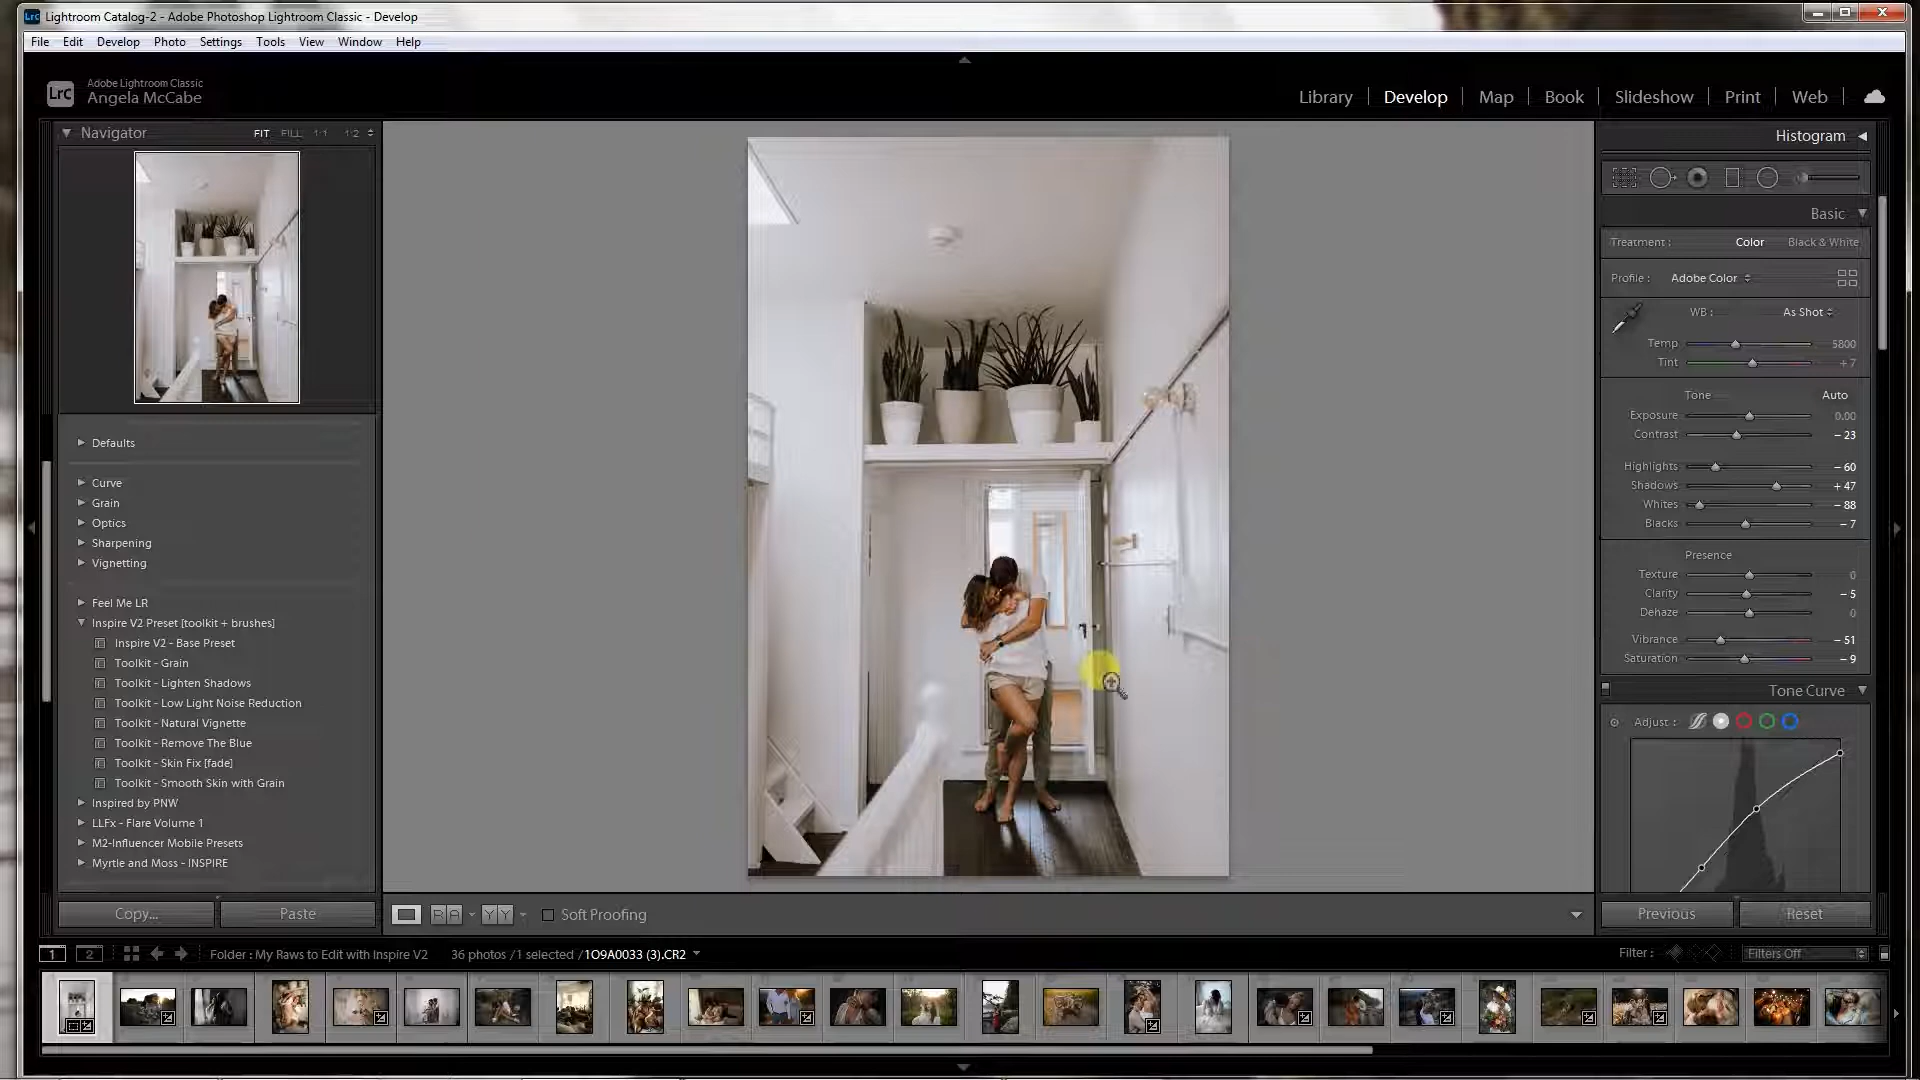 Lightroom Catalog-2 - Adobe Photoshop Lightroom Classic - Develop
File Edit Develop Photo Settings Tools View Window Help
Lrc
Adobe Lightroom Classic
Angela McCabe
Library | Develop | Map | Book | Slideshow | Print | Web
Navigator FIT FILL 1:1 1:2
Defaults
Curve
Grain
Optics
Sharpening
Vignetting
Feel Me LR
Inspire V2 Preset [toolkit + brushes]
Inspire V2 - Base Preset
Toolkit - Grain
Toolkit - Lighten Shadows
Toolkit - Low Light Noise Reduction
Toolkit - Natural Vignette
Toolkit - Remove The Blue
Toolkit - Skin Fix [fade]
Toolkit - Smooth Skin with Grain
Inspired by PNW
LLFx - Flare Volume 1
M2-Influencer Mobile Presets
Myrtle and Moss - INSPIRE
Copy... Paste
Histogram
Basic
Treatment : Color Black & White
Profile : Adobe Color
WB : As Shot
Temp 5800
Tint + 7
Tone Auto
Exposure 0.00
Contrast – 23
Highlights – 60
Shadows + 47
Whites – 88
Blacks – 7
Presence
Texture 0
Clarity – 5
Dehaze 0
Vibrance – 51
Saturation – 9
Tone Curve
Adjust :
Previous Reset
R A Y Y Soft Proofing
1 2 Folder : My Raws to Edit with Inspire V2 36 photos /1 selected /1O9A0033 (3).CR2 Filter : Filters Off